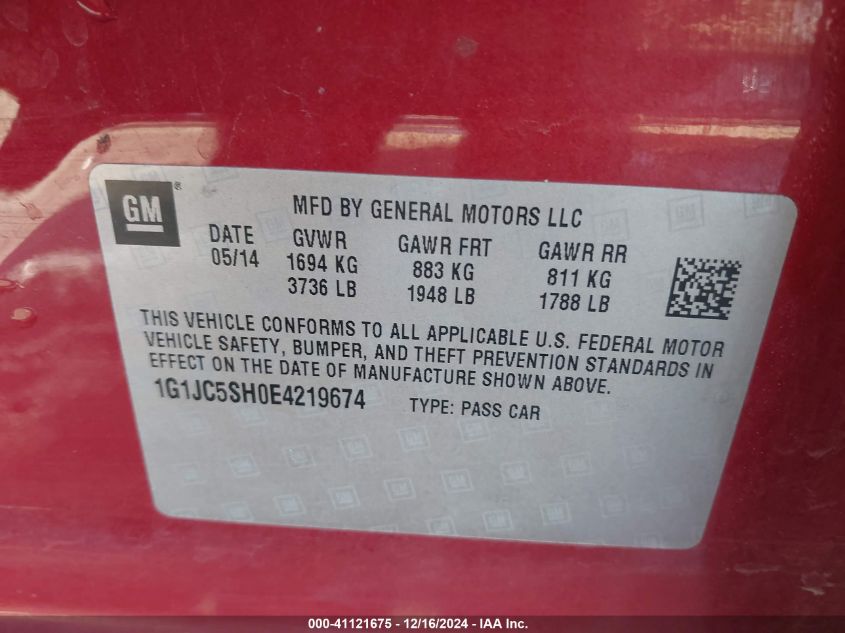 GM ®
MFD BY GENERAL MOTORS LLC
DATE GVWR GAWR FRT GAWR RR
05/14 1694 KG 883 KG 811 KG
3736 LB 1948 LB 1788 LB
THIS VEHICLE CONFORMS TO ALL APPLICABLE U.S. FEDERAL MOTOR
VEHICLE SAFETY, BUMPER, AND THEFT PREVENTION STANDARDS IN
EFFECT ON THE DATE OF MANUFACTURE SHOWN ABOVE.
1G1JC5SH0E4219674 TYPE: PASS CAR
000-41121675 - 12/16/2024 - IAA Inc.